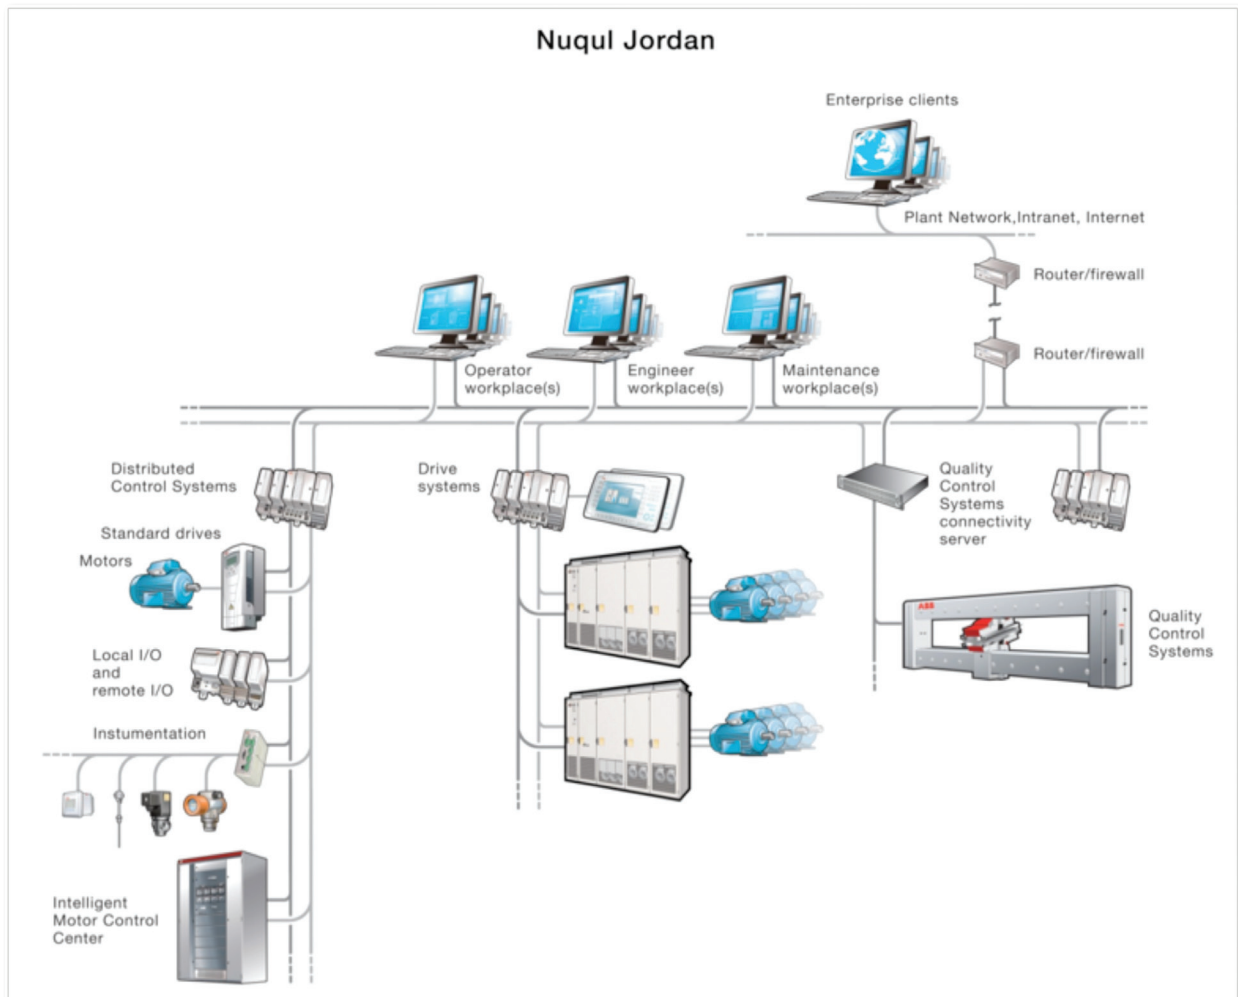 Nuqul Jordan
Enterprise clients
Plant Network,Intranet, Internet
Router/firewall
Router/firewall
Operator
workplace(s)
Engineer
workplace(s)
Maintenance
workplace(s)
Distributed
Control Systems
Drive
systems
Quality
Control
Systems
connectivity
server
Standard drives
Motors
ABB
Quality
Control
Systems
Local I/O
and
remote I/O
Instumentation
Intelligent
Motor Control
Center